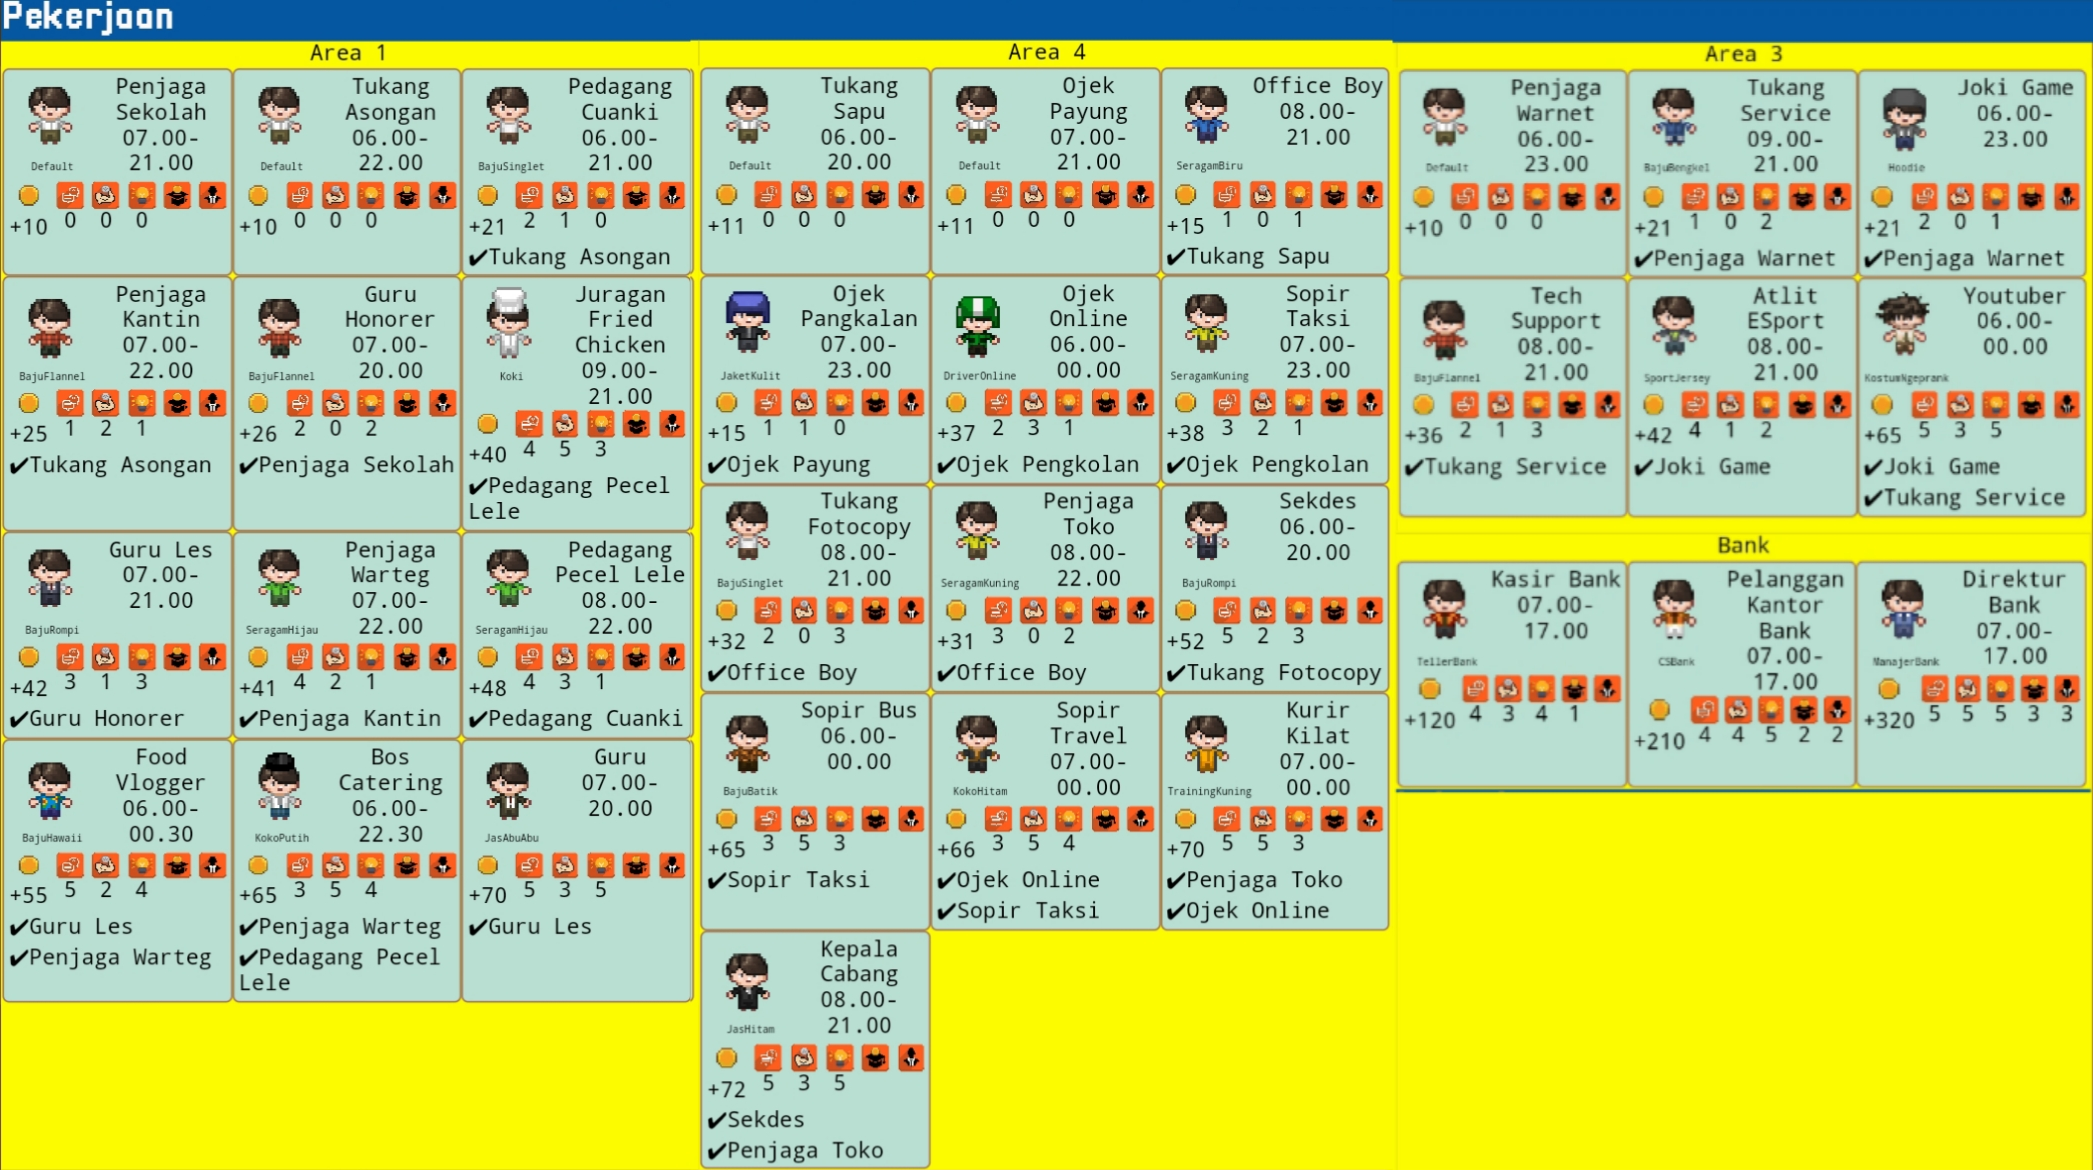 Pekerjaan
Area 1
Penjaga
Sekolah
07.00-
21.00
Default
+10 0 0 0
Tukang
Asongan
06.00-
22.00
Default
+10 0 0 0
Pedagang
Cuanki
06.00-
21.00
BajuSinglet
+21 2 1 0
✔Tukang Asongan
Penjaga
Kantin
07.00-
22.00
BajuFlannel
+25 1 2 1
✔Tukang Asongan
Guru
Honorer
07.00-
20.00
BajuFlannel
+26 2 0 2
✔Penjaga Sekolah
Juragan
Fried
Chicken
09.00-
21.00
Koki
+40 4 5 3
✔Pedagang Pecel
Lele
Guru Les
07.00-
21.00
BajuRompi
+42 3 1 3
✔Guru Honorer
Penjaga
Warteg
07.00-
22.00
SeragamHijau
+41 4 2 1
✔Penjaga Kantin
Pedagang
Pecel Lele
08.00-
22.00
SeragamHijau
+48 4 3 1
✔Pedagang Cuanki
Food
Vlogger
06.00-
00.30
BajuHawaii
+55 5 2 4
✔Guru Les
✔Penjaga Warteg
Bos
Catering
06.00-
22.30
KokoPutih
+65 3 5 4
✔Penjaga Warteg
✔Pedagang Pecel
Lele
Guru
07.00-
20.00
JasAbuAbu
+70 5 3 5
✔Guru Les
Area 4
Tukang
Sapu
06.00-
20.00
Default
+11 0 0 0
Ojek
Payung
07.00-
21.00
Default
+11 0 0 0
Office Boy
08.00-
21.00
SeragamBiru
+15 1 0 1
✔Tukang Sapu
Ojek
Pangkalan
07.00-
23.00
JaketKulit
+15 1 1 0
✔Ojek Payung
Ojek
Online
06.00-
00.00
DriverOnline
+37 2 3 1
✔Ojek Pengkolan
Sopir
Taksi
07.00-
23.00
SeragamKuning
+38 3 2 1
✔Ojek Pengkolan
Tukang
Fotocopy
08.00-
21.00
BajuSinglet
+32 2 0 3
✔Office Boy
Penjaga
Toko
08.00-
22.00
SeragamKuning
+31 3 0 2
✔Office Boy
Sekdes
06.00-
20.00
BajuRompi
+52 5 2 3
✔Tukang Fotocopy
Sopir Bus
06.00-
00.00
BajuBatik
+65 3 5 3
✔Sopir Taksi
Sopir
Travel
07.00-
00.00
KokoHitam
+66 3 5 4
✔Ojek Online
✔Sopir Taksi
Kurir
Kilat
07.00-
00.00
TrainingKuning
+70 5 5 3
✔Penjaga Toko
✔Ojek Online
Kepala
Cabang
08.00-
21.00
JasHitam
+72 5 3 5
✔Sekdes
✔Penjaga Toko
Area 3
Penjaga
Warnet
06.00-
23.00
Default
+10 0 0 0
Tukang
Service
09.00-
21.00
BajuBengkel
+21 1 0 2
✔Penjaga Warnet
Joki Game
06.00-
23.00
Hoodie
+21 2 0 1
✔Penjaga Warnet
Tech
Support
08.00-
21.00
BajuFlannel
+36 2 1 3
✔Tukang Service
Atlit
ESport
08.00-
21.00
SportJersey
+42 4 1 2
✔Joki Game
Youtuber
06.00-
00.00
KostumNgeprank
+65 5 3 5
✔Joki Game
✔Tukang Service
Bank
Kasir Bank
07.00-
17.00
TellerBank
+120 4 3 4 1
Pelanggan
Kantor
Bank
07.00-
17.00
CSBank
+210 4 4 5 2 2
Direktur
Bank
07.00-
17.00
ManajerBank
+320 5 5 5 3 3